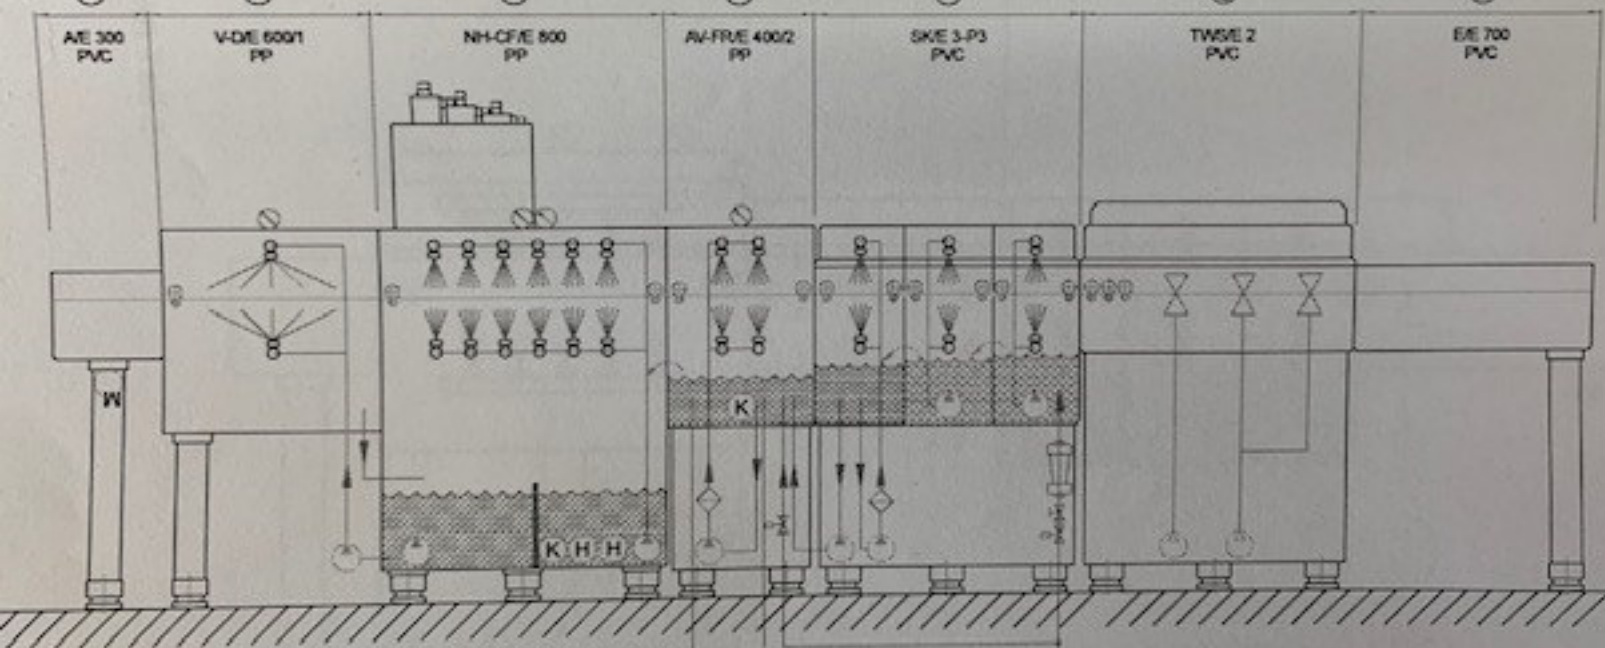 A/E 300
PVC
V-D/E 600/1
PP
NH-CF/E 800
PP
AV-FR/E 400/2
PP
SK/E 3-P3
PVC
TWS/E 2
PVC
E/E 700
PVC
M
K
K H H